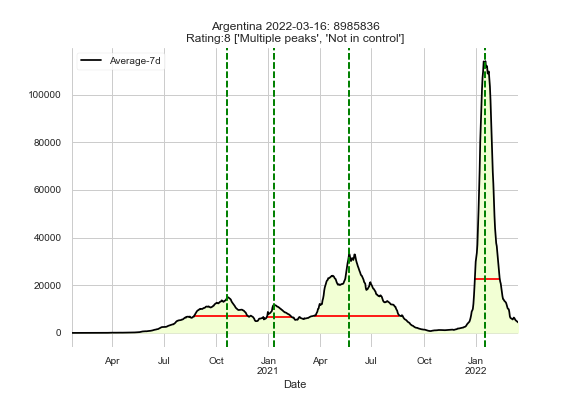 Argentina 2022-03-16: 8985836
Rating:8 ['Multiple peaks', 'Not in control']
Average-7d
100000
80000
60000
40000
20000
0
Apr Jul Oct Jan Apr Jul Oct Jan
2021 2022
Date